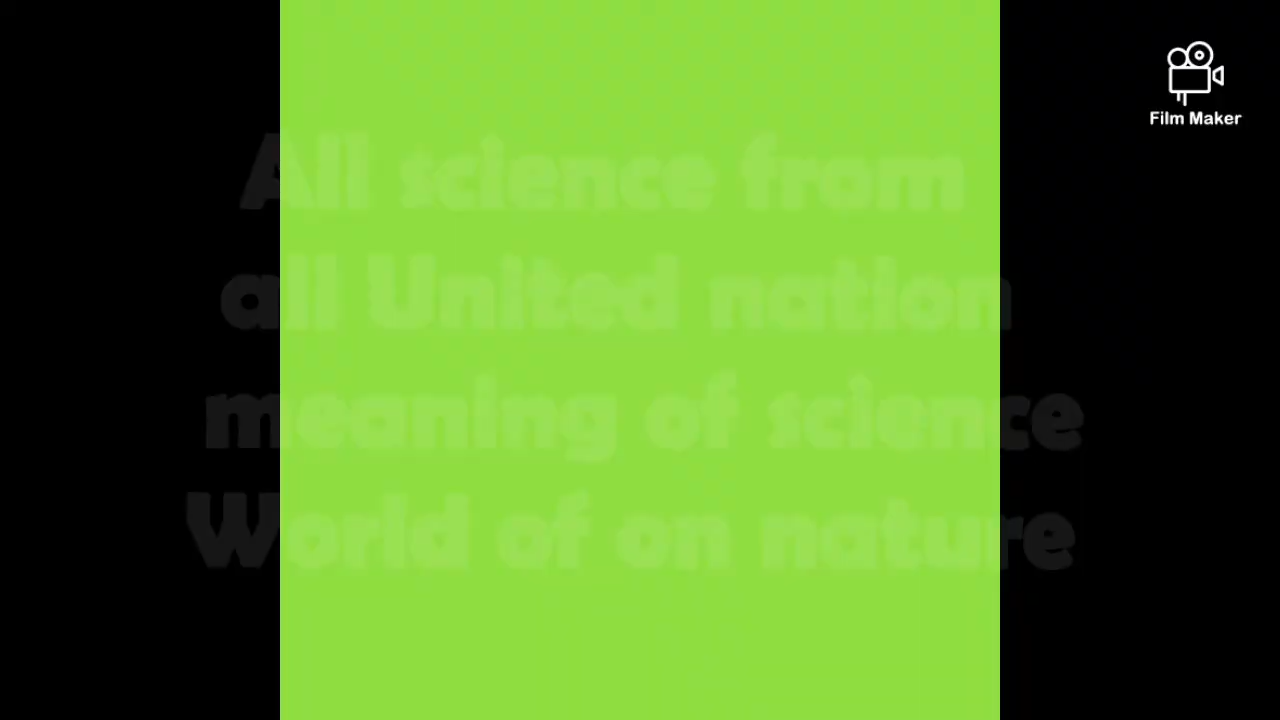 Film Maker
All science from
all United nation
meaning of science
World of on nature